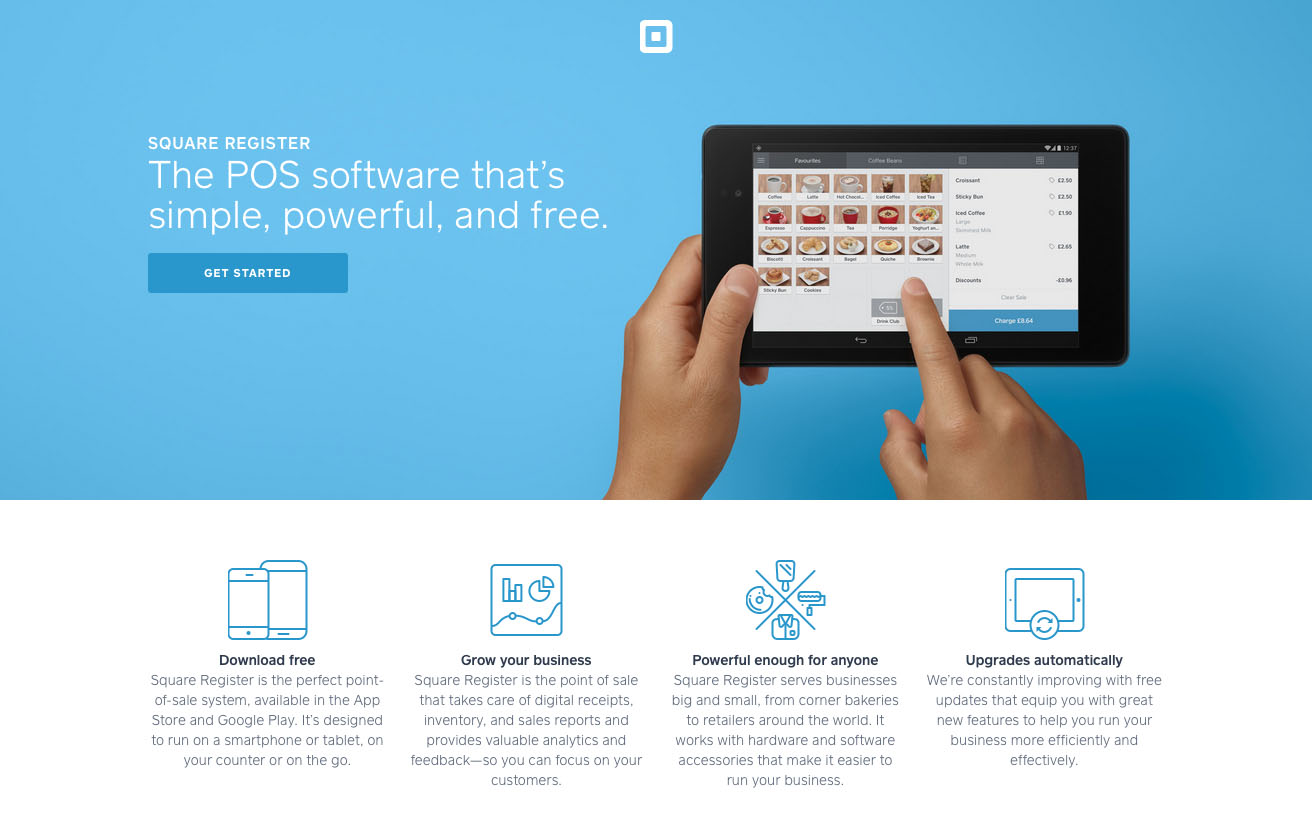 SQUARE REGISTER
The POS software that’s
simple, powerful, and free.
GET STARTED
12:37
Favourites
Coffee Beans
Coffee
Latte
Hot Chocol...
Iced Coffee
Iced Tea
Espresso
Cappuccino
Tea
Porridge
Yoghurt an...
Biscotti
Croissant
Bagel
Quiche
Brownie
Sticky Bun
Cookies
5%
Drink Club
Croissant £2.50
Sticky Bun £2.50
Iced Coffee £1.90
Large
Skimmed Milk
Latte £2.65
Medium
Whole Milk
Discounts -£0.96
Clear Sale
Charge £8.64
Download free
Square Register is the perfect point-
of-sale system, available in the App
Store and Google Play. It’s designed
to run on a smartphone or tablet, on
your counter or on the go.
Grow your business
Square Register is the point of sale
that takes care of digital receipts,
inventory, and sales reports and
provides valuable analytics and
feedback—so you can focus on your
customers.
Powerful enough for anyone
Square Register serves businesses
big and small, from corner bakeries
to retailers around the world. It
works with hardware and software
accessories that make it easier to
run your business.
Upgrades automatically
We’re constantly improving with free
updates that equip you with great
new features to help you run your
business more efficiently and
effectively.